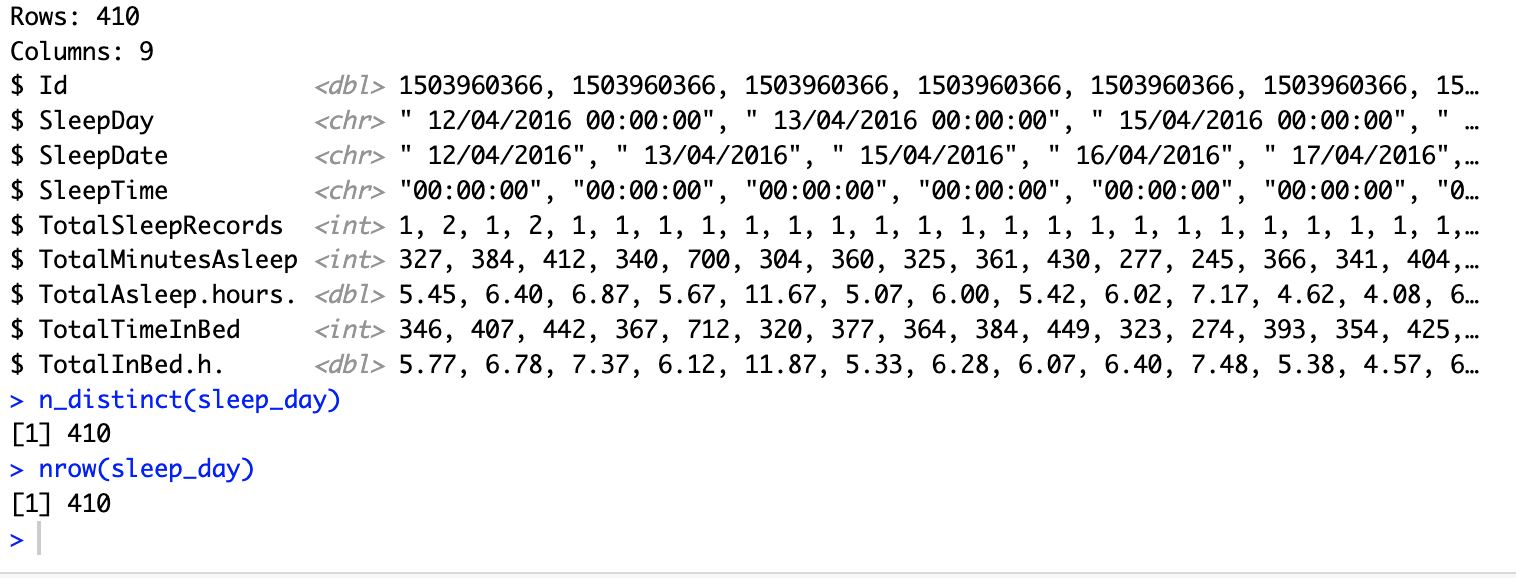 Rows: 410
Columns: 9
$ Id                 <dbl> 1503960366, 1503960366, 1503960366, 1503960366, 1503960366, 1503960366, 15…
$ SleepDay           <chr> " 12/04/2016 00:00:00", " 13/04/2016 00:00:00", " 15/04/2016 00:00:00", " …
$ SleepDate          <chr> " 12/04/2016", " 13/04/2016", " 15/04/2016", " 16/04/2016", " 17/04/2016",…
$ SleepTime          <chr> "00:00:00", "00:00:00", "00:00:00", "00:00:00", "00:00:00", "00:00:00", "0…
$ TotalSleepRecords  <int> 1, 2, 1, 2, 1, 1, 1, 1, 1, 1, 1, 1, 1, 1, 1, 1, 1, 1, 1, 1, 1, 1, 1, 1, 1,…
$ TotalMinutesAsleep <int> 327, 384, 412, 340, 700, 304, 360, 325, 361, 430, 277, 245, 366, 341, 404,…
$ TotalAsleep.hours. <dbl> 5.45, 6.40, 6.87, 5.67, 11.67, 5.07, 6.00, 5.42, 6.02, 7.17, 4.62, 4.08, 6…
$ TotalTimeInBed     <int> 346, 407, 442, 367, 712, 320, 377, 364, 384, 449, 323, 274, 393, 354, 425,…
$ TotalInBed.h.      <dbl> 5.77, 6.78, 7.37, 6.12, 11.87, 5.33, 6.28, 6.07, 6.40, 7.48, 5.38, 4.57, 6…
> n_distinct(sleep_day)
[1] 410
> nrow(sleep_day)
[1] 410
>